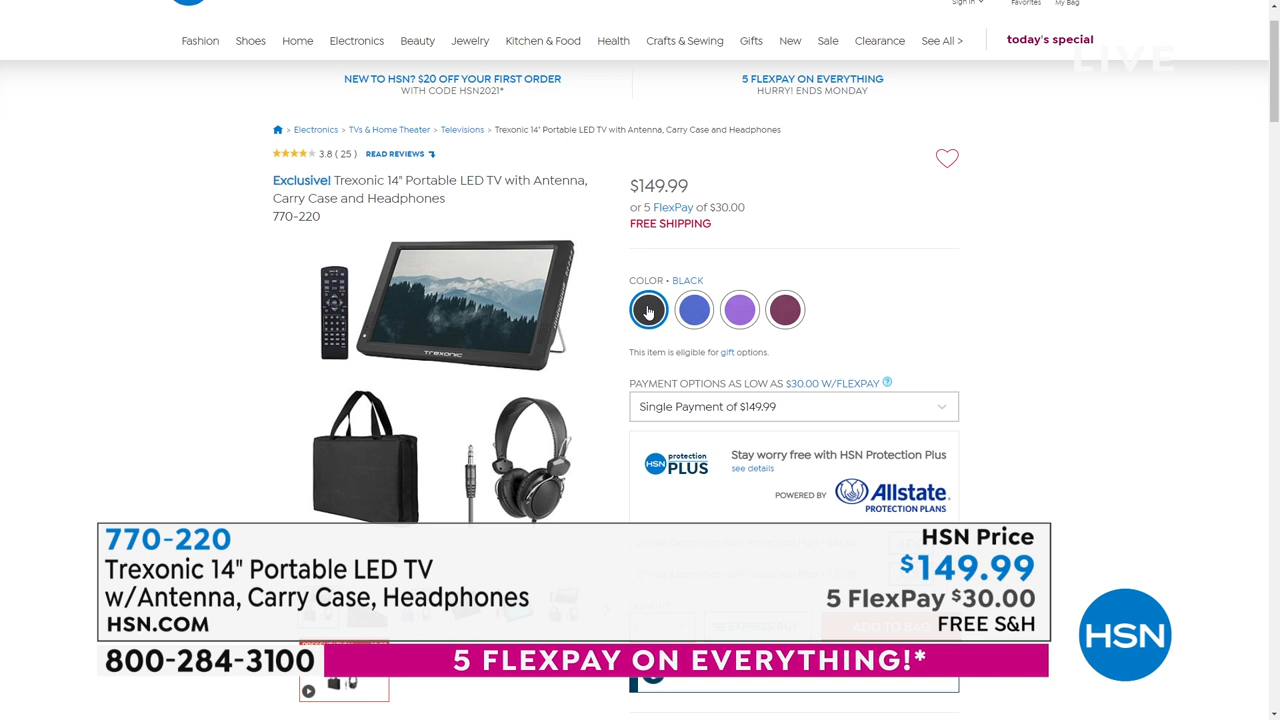 Sign In
Favorites
My Bag
Fashion Shoes Home Electronics Beauty Jewelry Kitchen & Food Health Crafts & Sewing Gifts New Sale Clearance See All > today's special
LIVE
NEW TO HSN? $20 OFF YOUR FIRST ORDER
WITH CODE HSN2021*
5 FLEXPAY ON EVERYTHING
HURRY! ENDS MONDAY
> Electronics > TVs & Home Theater > Televisions > Trexonic 14" Portable LED TV with Antenna, Carry Case and Headphones
3.8 ( 25 ) READ REVIEWS
Exclusive! Trexonic 14" Portable LED TV with Antenna,
Carry Case and Headphones
770-220
TREXONIC
$149.99
or 5 FlexPay of $30.00
FREE SHIPPING
COLOR • BLACK
This item is eligible for gift options.
PAYMENT OPTIONS AS LOW AS $30.00 W/FLEXPAY ?
Single Payment of $149.99
HSN protection PLUS
Stay worry free with HSN Protection Plus
see details
POWERED BY Allstate
PROTECTION PLANS
ADD TO BAG
770-220
Trexonic 14" Portable LED TV
w/Antenna, Carry Case, Headphones
HSN.COM
HSN Price
$149.99
5 FlexPay $30.00
FREE S&H
800-284-3100
5 FLEXPAY ON EVERYTHING!*
HSN